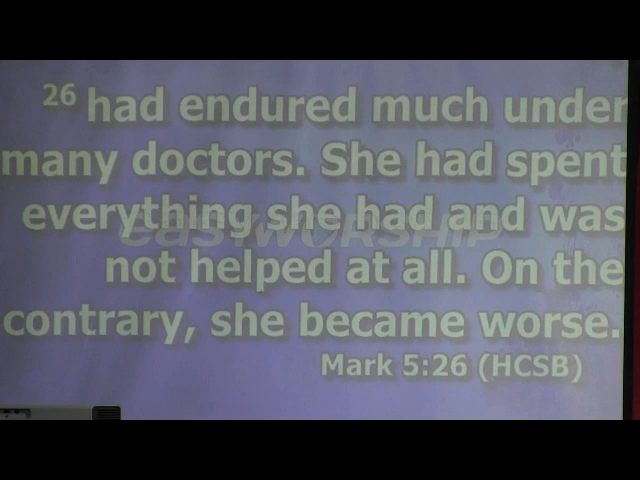 26 had endured much under
many doctors. She had spent
everything she had and was
EASYWORSHIP
not helped at all. On the
contrary, she became worse.
Mark 5:26 (HCSB)